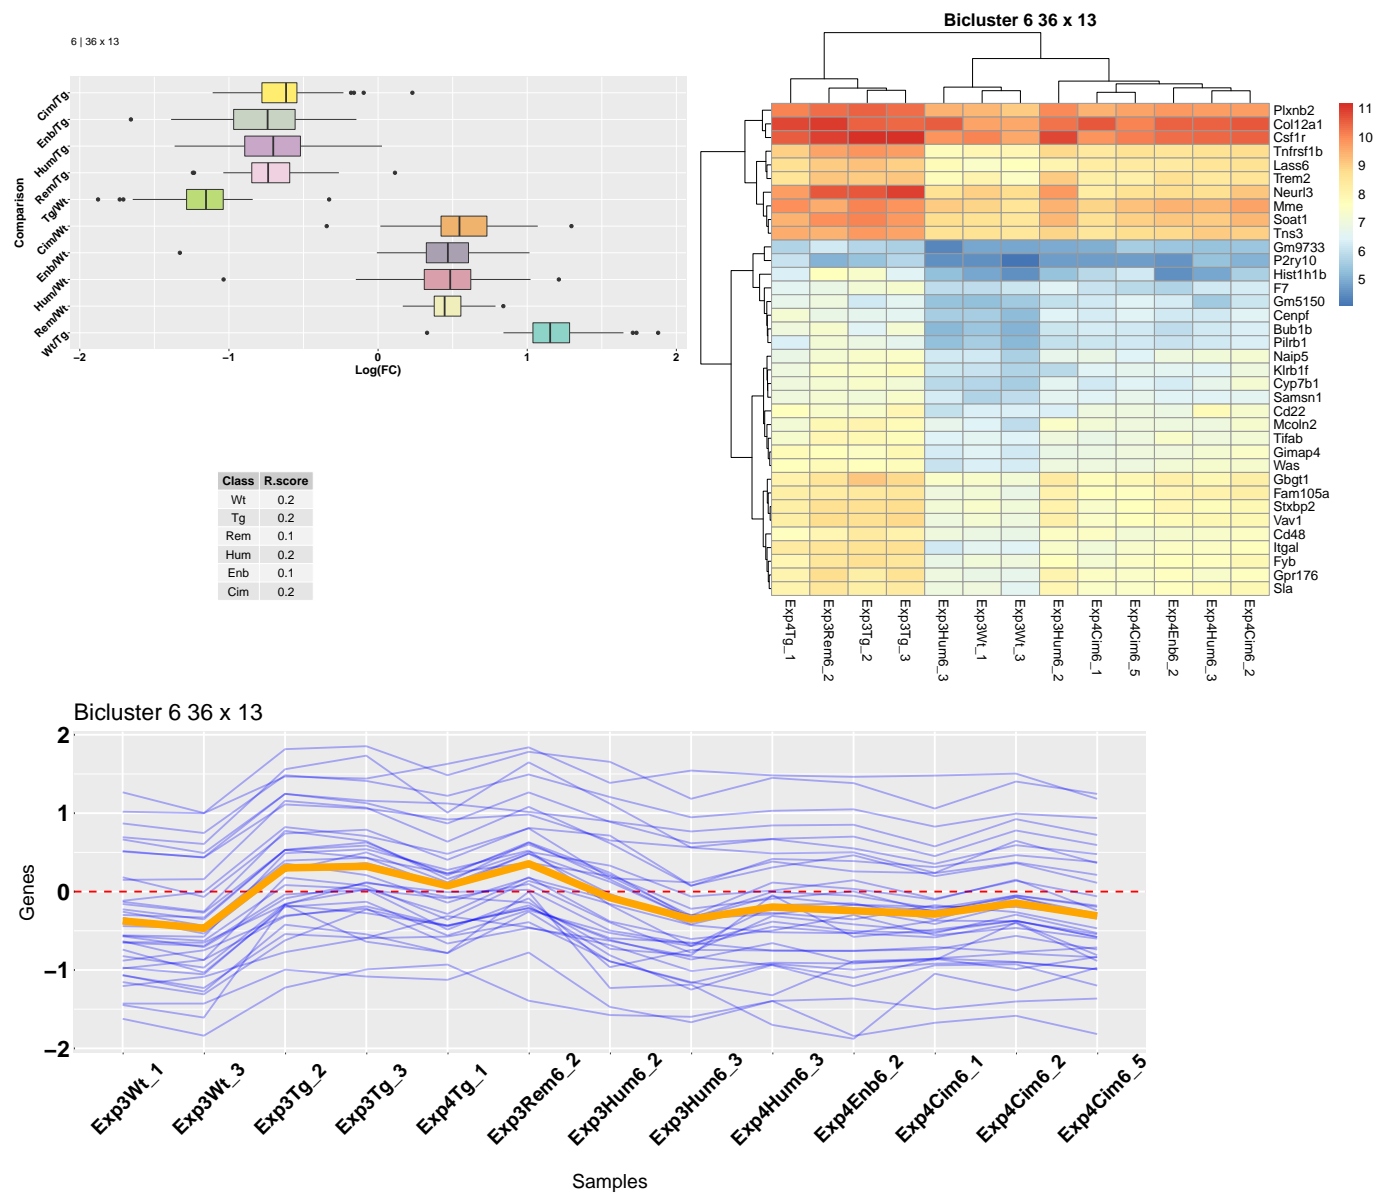 6 | 36 x 13
Comparison
Cim/Tg
Enb/Tg
Hum/Tg
Rem/Tg
Tg/Wt
Cim/Wt
Enb/Wt
Hum/Wt
Rem/Wt
Wt/Tg
−2 −1 0 1 2
Log(FC)
Class R.score
Wt 0.2
Tg 0.2
Rem 0.1
Hum 0.2
Enb 0.1
Cim 0.2
Bicluster 6 36 x 13
Plxnb2
Col12a1
Csf1r
Tnfrsf1b
Lass6
Trem2
Neurl3
Mme
Soat1
Tns3
Gm9733
P2ry10
Hist1h1b
F7
Gm5150
Cenpf
Bub1b
Pilrb1
Naip5
Klrb1f
Cyp7b1
Samsn1
Cd22
Mcoln2
Tifab
Gimap4
Was
Gbgt1
Fam105a
Stxbp2
Vav1
Cd48
Itgal
Fyb
Gpr176
Sla
11
10
9
8
7
6
5
Exp4Tg_1
Exp3Rem6_2
Exp3Tg_2
Exp3Tg_3
Exp3Hum6_3
Exp3Wt_1
Exp3Wt_3
Exp3Hum6_2
Exp4Cim6_1
Exp4Cim6_5
Exp4Enb6_2
Exp4Hum6_3
Exp4Cim6_2
Bicluster 6 36 x 13
Genes
2
1
0
−1
−2
Exp3Wt_1
Exp3Wt_3
Exp3Tg_2
Exp3Tg_3
Exp4Tg_1
Exp3Rem6_2
Exp3Hum6_2
Exp3Hum6_3
Exp4Hum6_3
Exp4Enb6_2
Exp4Cim6_1
Exp4Cim6_2
Exp4Cim6_5
Samples